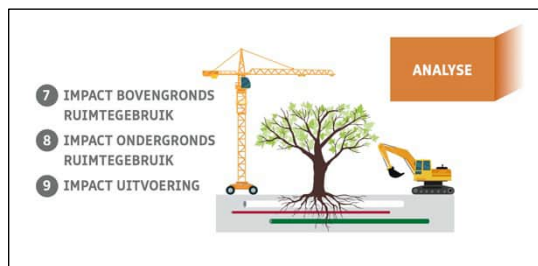 ANALYSE
7 IMPACT BOVENGRONDS
RUIMTEGEBRUIK
8 IMPACT ONDERGRONDS
RUIMTEGEBRUIK
9 IMPACT UITVOERING